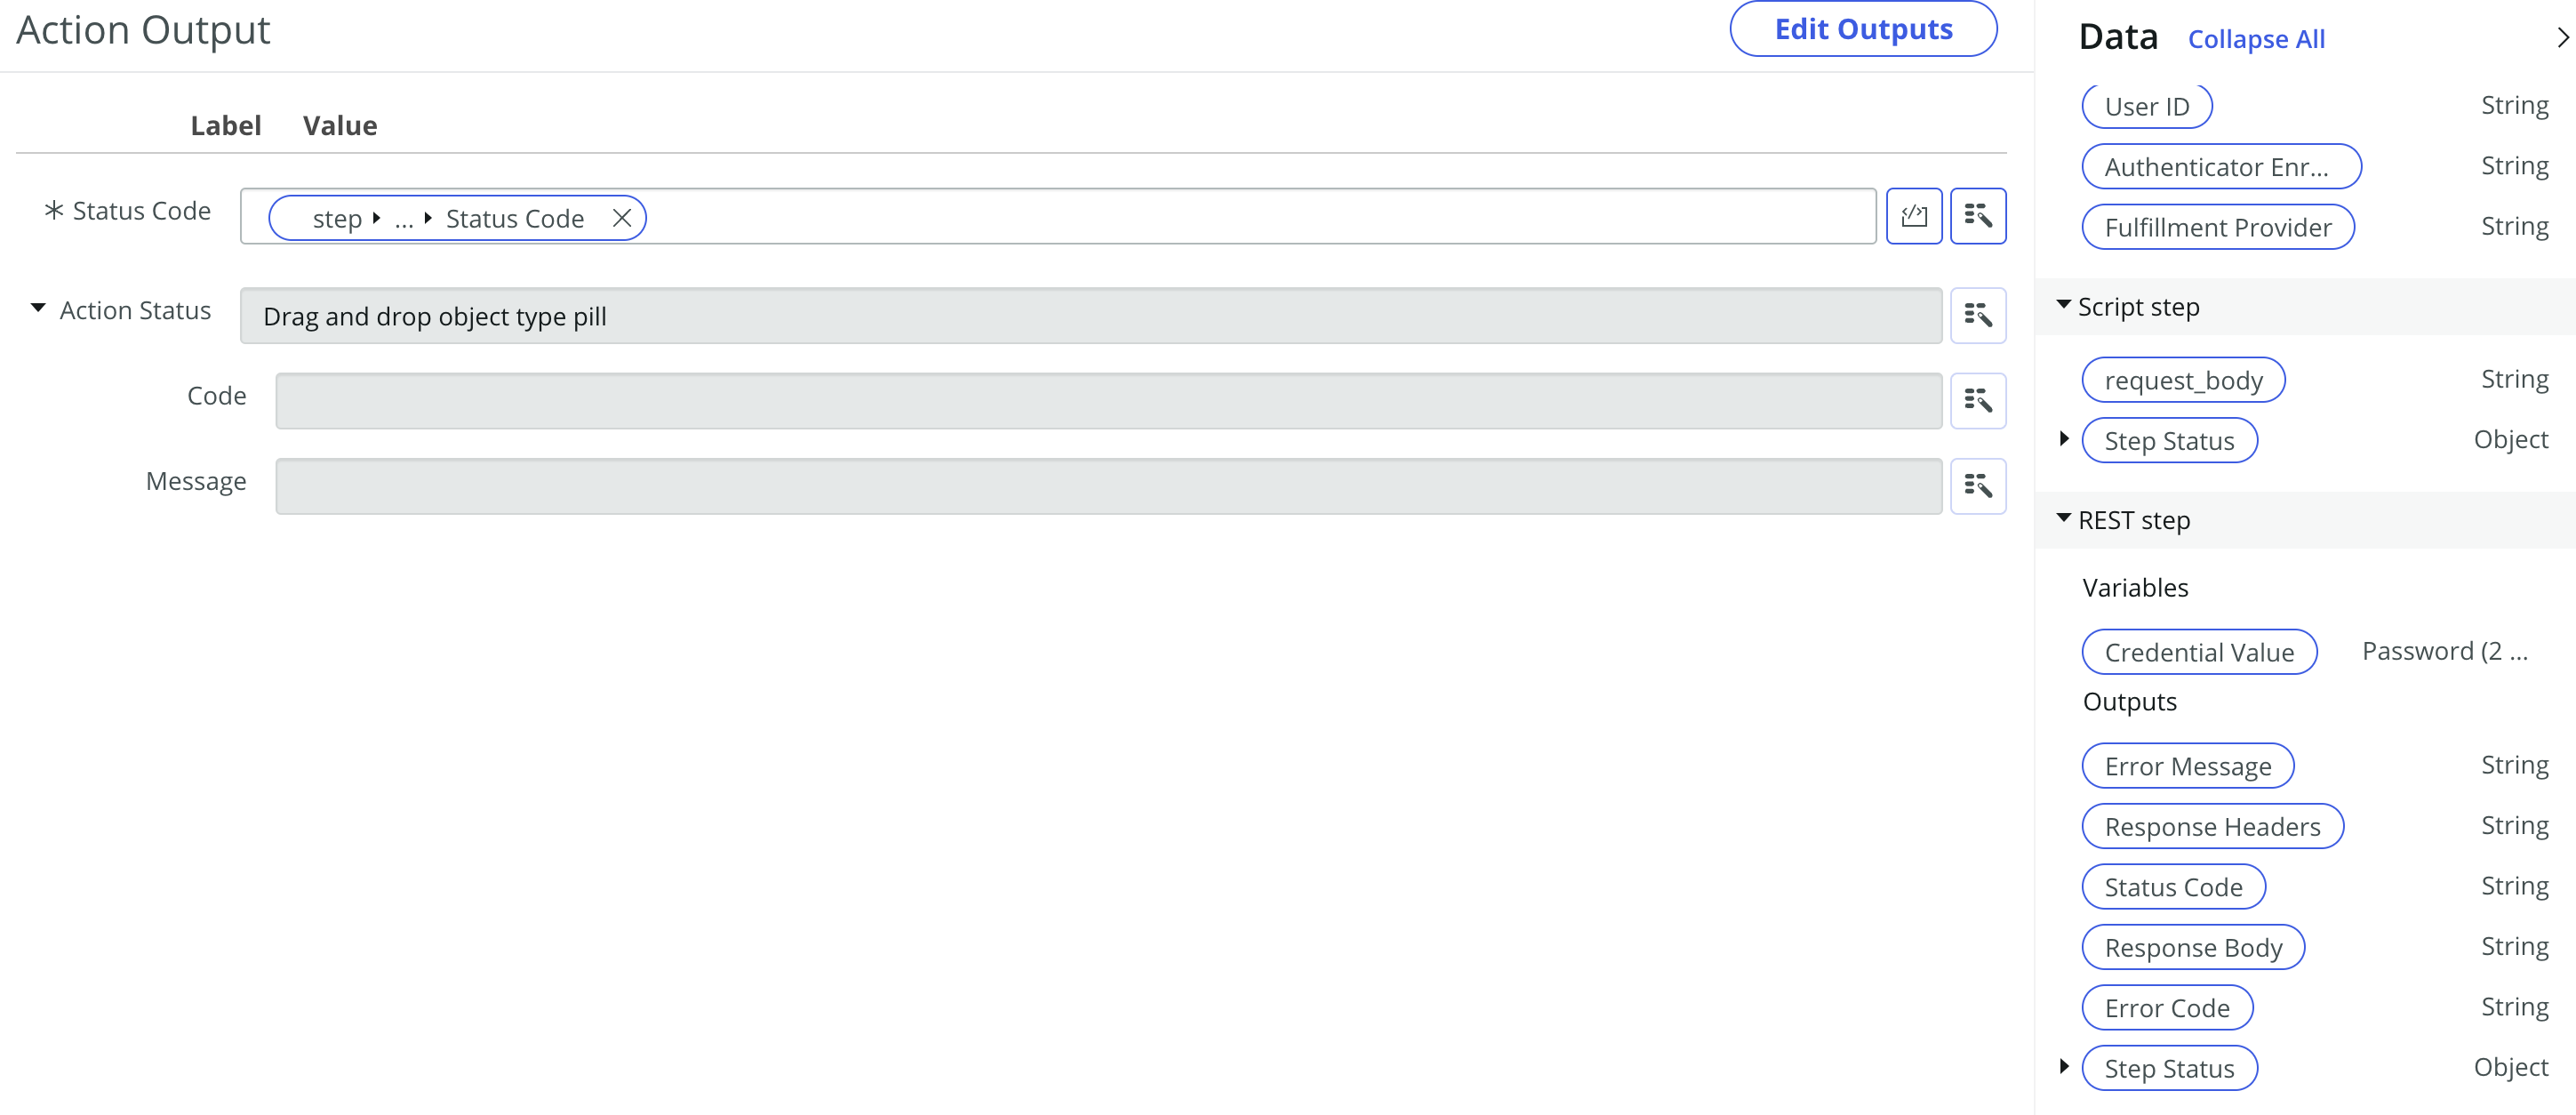 Action Output
Edit Outputs
Label Value
* Status Code step ... Status Code
Action Status Drag and drop object type pill
Code
Message
Data Collapse All
User ID String
Authenticator Enr... String
Fulfillment Provider String
Script step
request_body String
Step Status Object
REST step
Variables
Credential Value Password (2 ...
Outputs
Error Message String
Response Headers String
Status Code String
Response Body String
Error Code String
Step Status Object